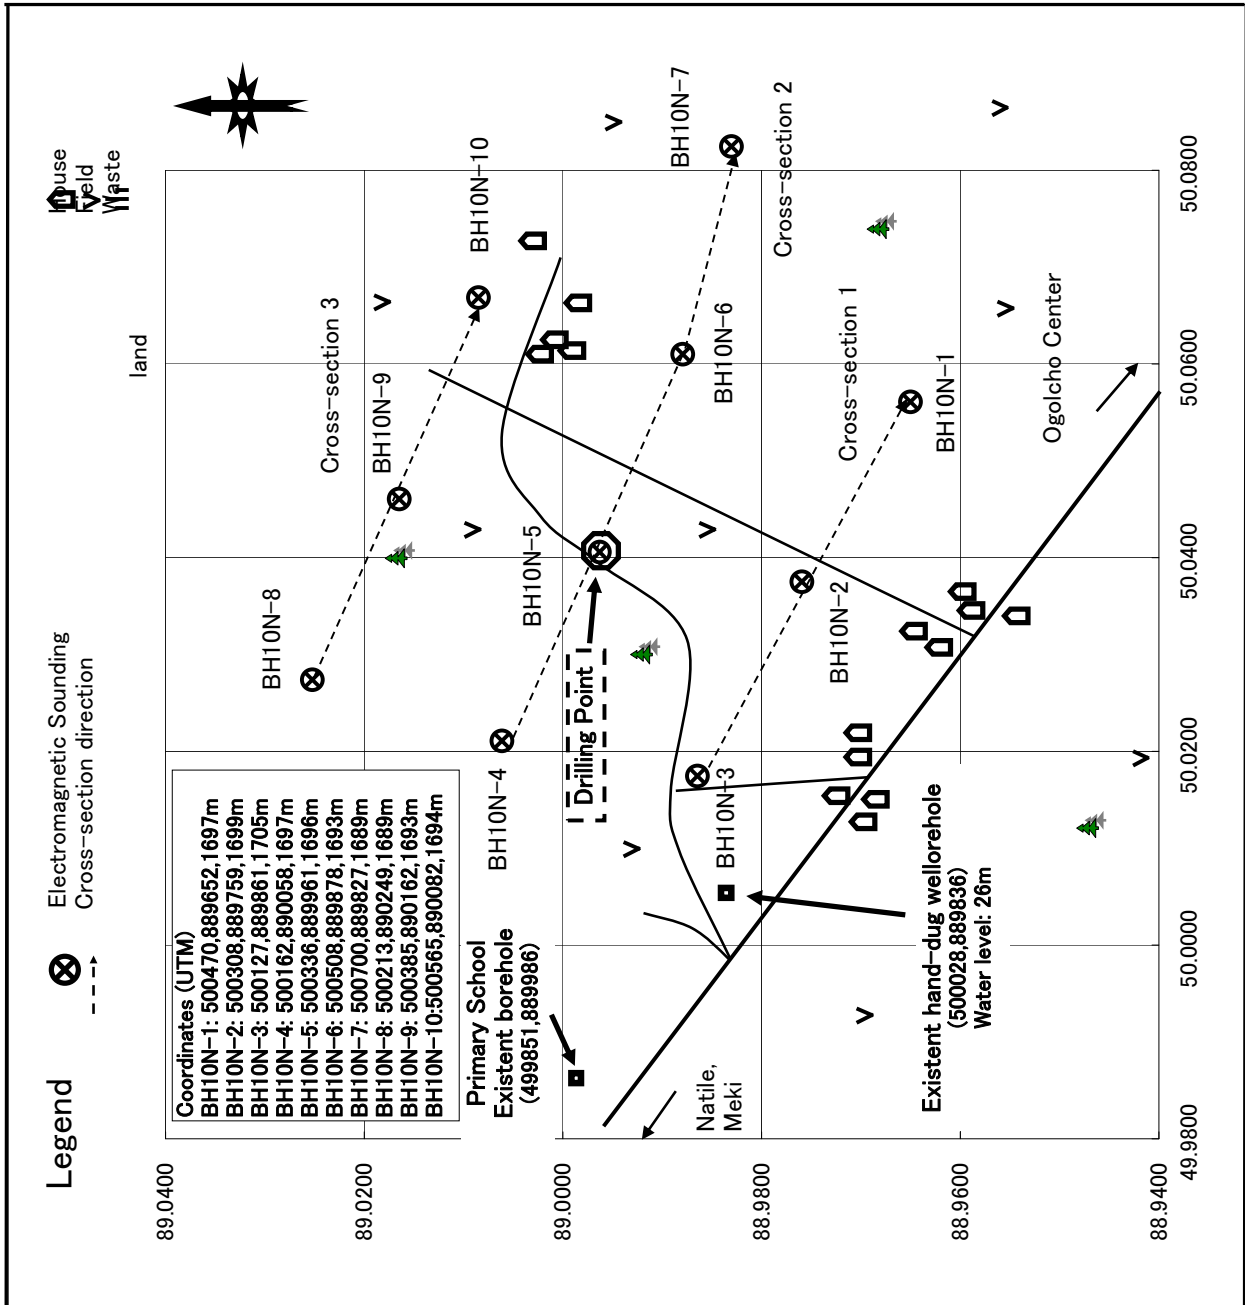 Legend
Electromagnetic Sounding
Cross-section direction
House
Field
Waste
land
Coordinates (UTM)
BH10N-1: 500470,889652,1697m
BH10N-2: 500308,889759,1699m
BH10N-3: 500127,889861,1705m
BH10N-4: 500162,890058,1697m
BH10N-5: 500336,889961,1696m
BH10N-6: 500508,889878,1693m
BH10N-7: 500700,889827,1689m
BH10N-8: 500213,890249,1689m
BH10N-9: 500385,890162,1693m
BH10N-10:500565,890082,1694m
BH10N-8
Cross-section 3
BH10N-9
BH10N-10
Primary School
Existent borehole
(499851,889986)
BH10N-4
BH10N-5
Drilling Point
BH10N-7
BH10N-6
Cross-section 2
Natile,
Meki
BH10N-3
BH10N-2
Cross-section 1
BH10N-1
Existent hand-dug wellorehole
(500028,889836)
Water level: 26m
Ogolcho Center
89.0400
89.0200
89.0000
88.9800
88.9600
88.9400
49.9800
50.0000
50.0200
50.0400
50.0600
50.0800